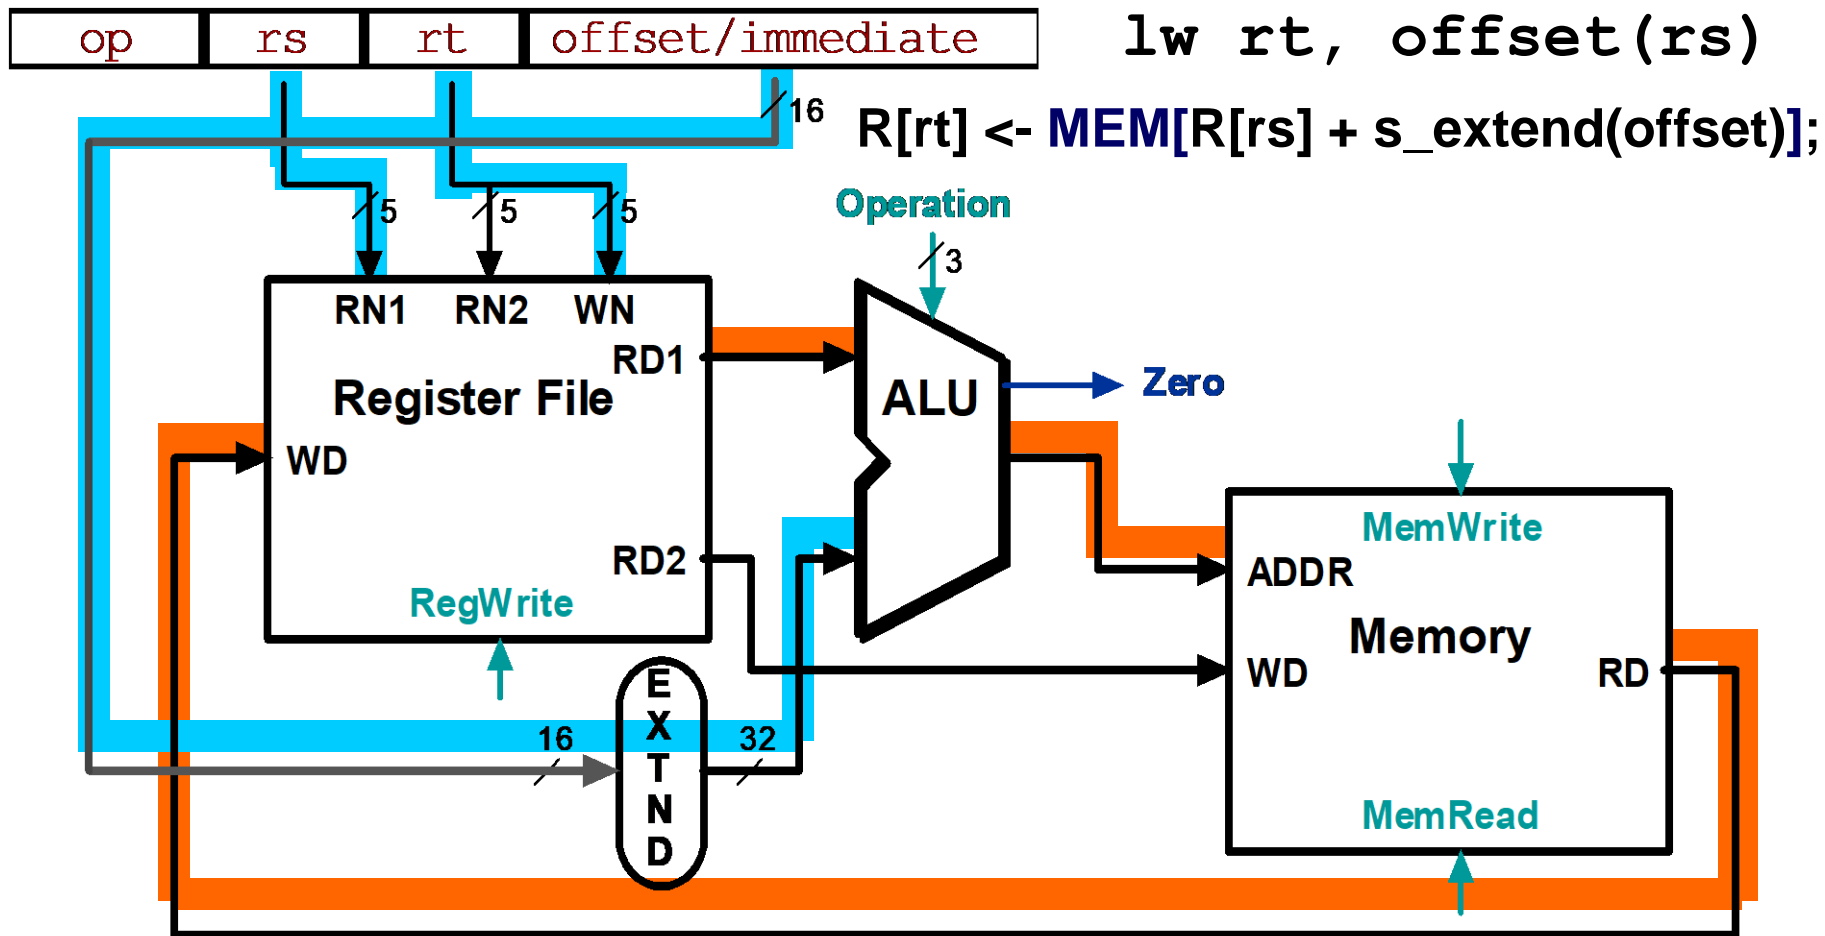 op rs rt offset/immediate
lw rt, offset(rs)
R[rt] <- MEM[R[rs] + s_extend(offset)];
16
5 5 5
Operation
3
RN1 RN2 WN
RD1
Register File
WD
RD2
RegWrite
ALU
Zero
MemWrite
ADDR
Memory
WD
RD
MemRead
16
E
X
T
N
D
32